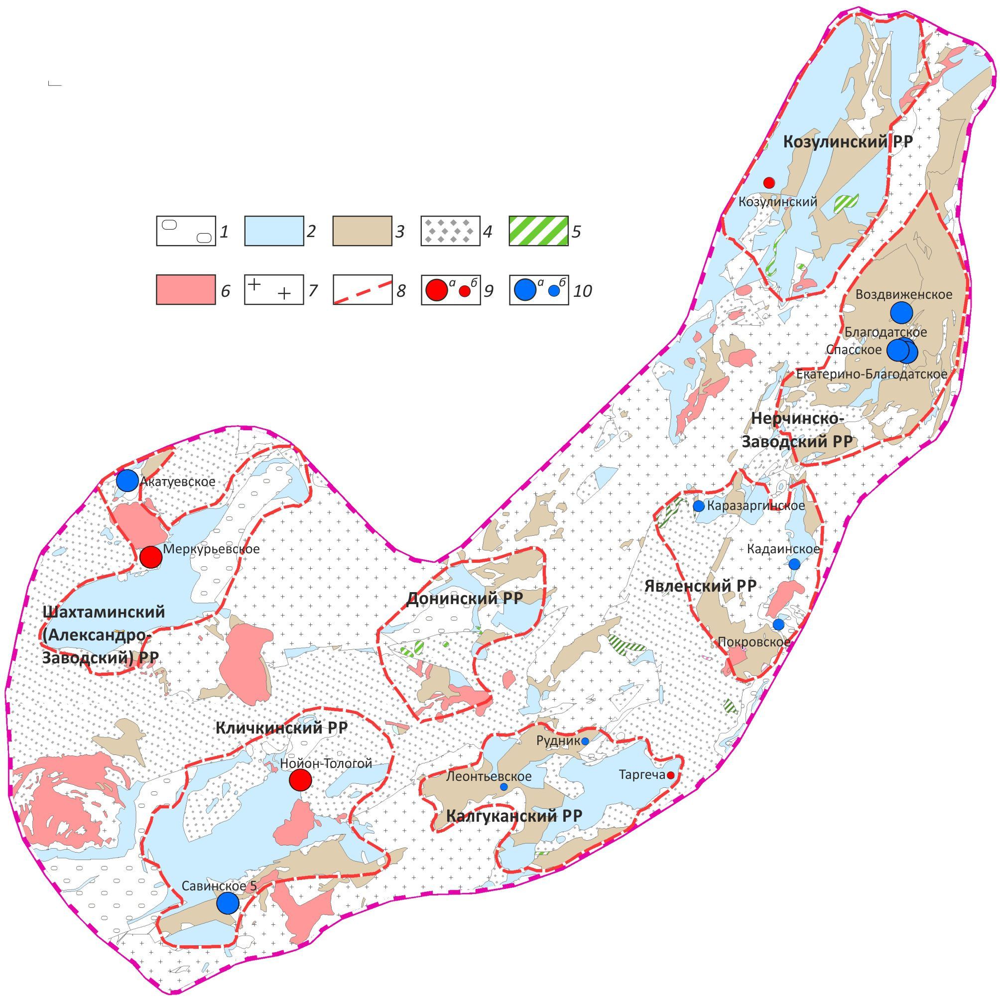 Козулинский РР
Козулинский
1
2
3
4
5
6
7
8
а
б
9
а
б
10
Воздвиженское
Благодатское
Спасское
Екатерино-Благодатское
Нерчинско-
Заводский РР
Акатуевское
Каразаргинское
Меркурьевское
Кадаинское
Явленский РР
Донинский РР
Шахтаминский
(Александро-
Заводский) РР
Покровское
Кличкинский РР
Рудник
Нойон-Тологой
Леонтьевское
Таргеча
Калгуканский РР
Савинское 5